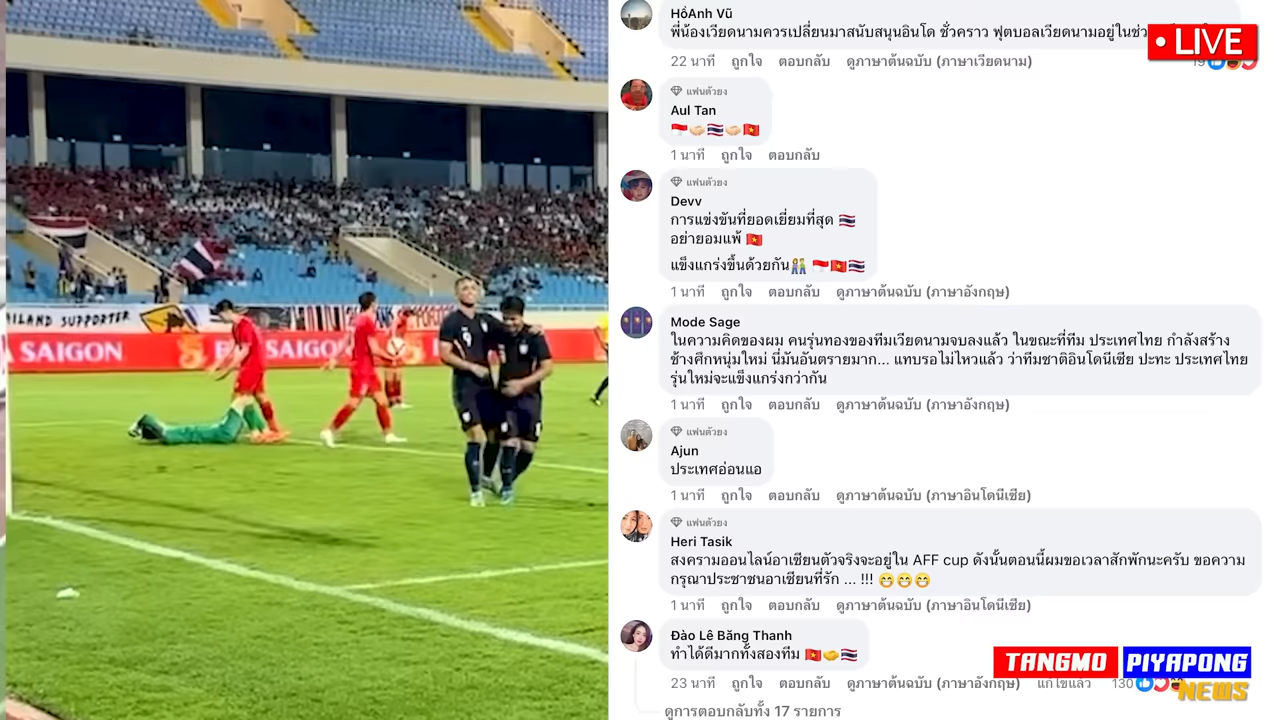 THAILAND SUPPORTER
SAIGON
SAIGON
9
HồAnh Vũ
พี่น้องเวียดนามควรเปลี่ยนมาสนับสนุนอินโด ชั่วคราว ฟุตบอลเวียดนามอยู่ในช่ว
• LIVE
22 นาที ถูกใจ ตอบกลับ ดูภาษาต้นฉบับ (ภาษาเวียดนาม)
แฟนตัวยง
Aul Tan
🇮🇩🤝🏻🇹🇭🤝🏻🇻🇳
1 นาที ถูกใจ ตอบกลับ
แฟนตัวยง
Devv
การแข่งขันที่ยอดเยี่ยมที่สุด 🇹🇭
อย่ายอมแพ้ 🇻🇳
แข็งแกร่งขึ้นด้วยกัน👫 🇮🇩🇻🇳🇹🇭
1 นาที ถูกใจ ตอบกลับ ดูภาษาต้นฉบับ (ภาษาอังกฤษ)
Mode Sage
ในความคิดของผม คนรุ่นทองของทีมเวียดนามจบลงแล้ว ในขณะที่ทีม ประเทศไทย กำลังสร้าง
ช้างศึกหนุ่มใหม่ นี่มันอันตรายมาก... แทบรอไม่ไหวแล้ว ว่าทีมชาติอินโดนีเซีย ปะทะ ประเทศไทย
รุ่นใหม่จะแข็งแกร่งกว่ากัน
1 นาที ถูกใจ ตอบกลับ ดูภาษาต้นฉบับ (ภาษาอังกฤษ)
แฟนตัวยง
Ajun
ประเทศอ่อนแอ
1 นาที ถูกใจ ตอบกลับ ดูภาษาต้นฉบับ (ภาษาอินโดนีเซีย)
แฟนตัวยง
Heri Tasik
สงครามออนไลน์อาเซียนตัวจริงจะอยู่ใน AFF cup ดังนั้นตอนนี้ผมขอเวลาสักพักนะครับ ขอความ
กรุณาประชาชนอาเซียนที่รัก ... !!! 😁😁😁
1 นาที ถูกใจ ตอบกลับ ดูภาษาต้นฉบับ (ภาษาอินโดนีเซีย)
Đào Lê Băng Thanh
ทำได้ดีมากทั้งสองทีม 🇻🇳🤝🇹🇭
23 นาที ถูกใจ ตอบกลับ ดูภาษาต้นฉบับ (ภาษาอังกฤษ) แก้ไขแล้ว 130
ดูการตอบกลับทั้ง 17 รายการ
TANGMO PIYAPONG
NEWS